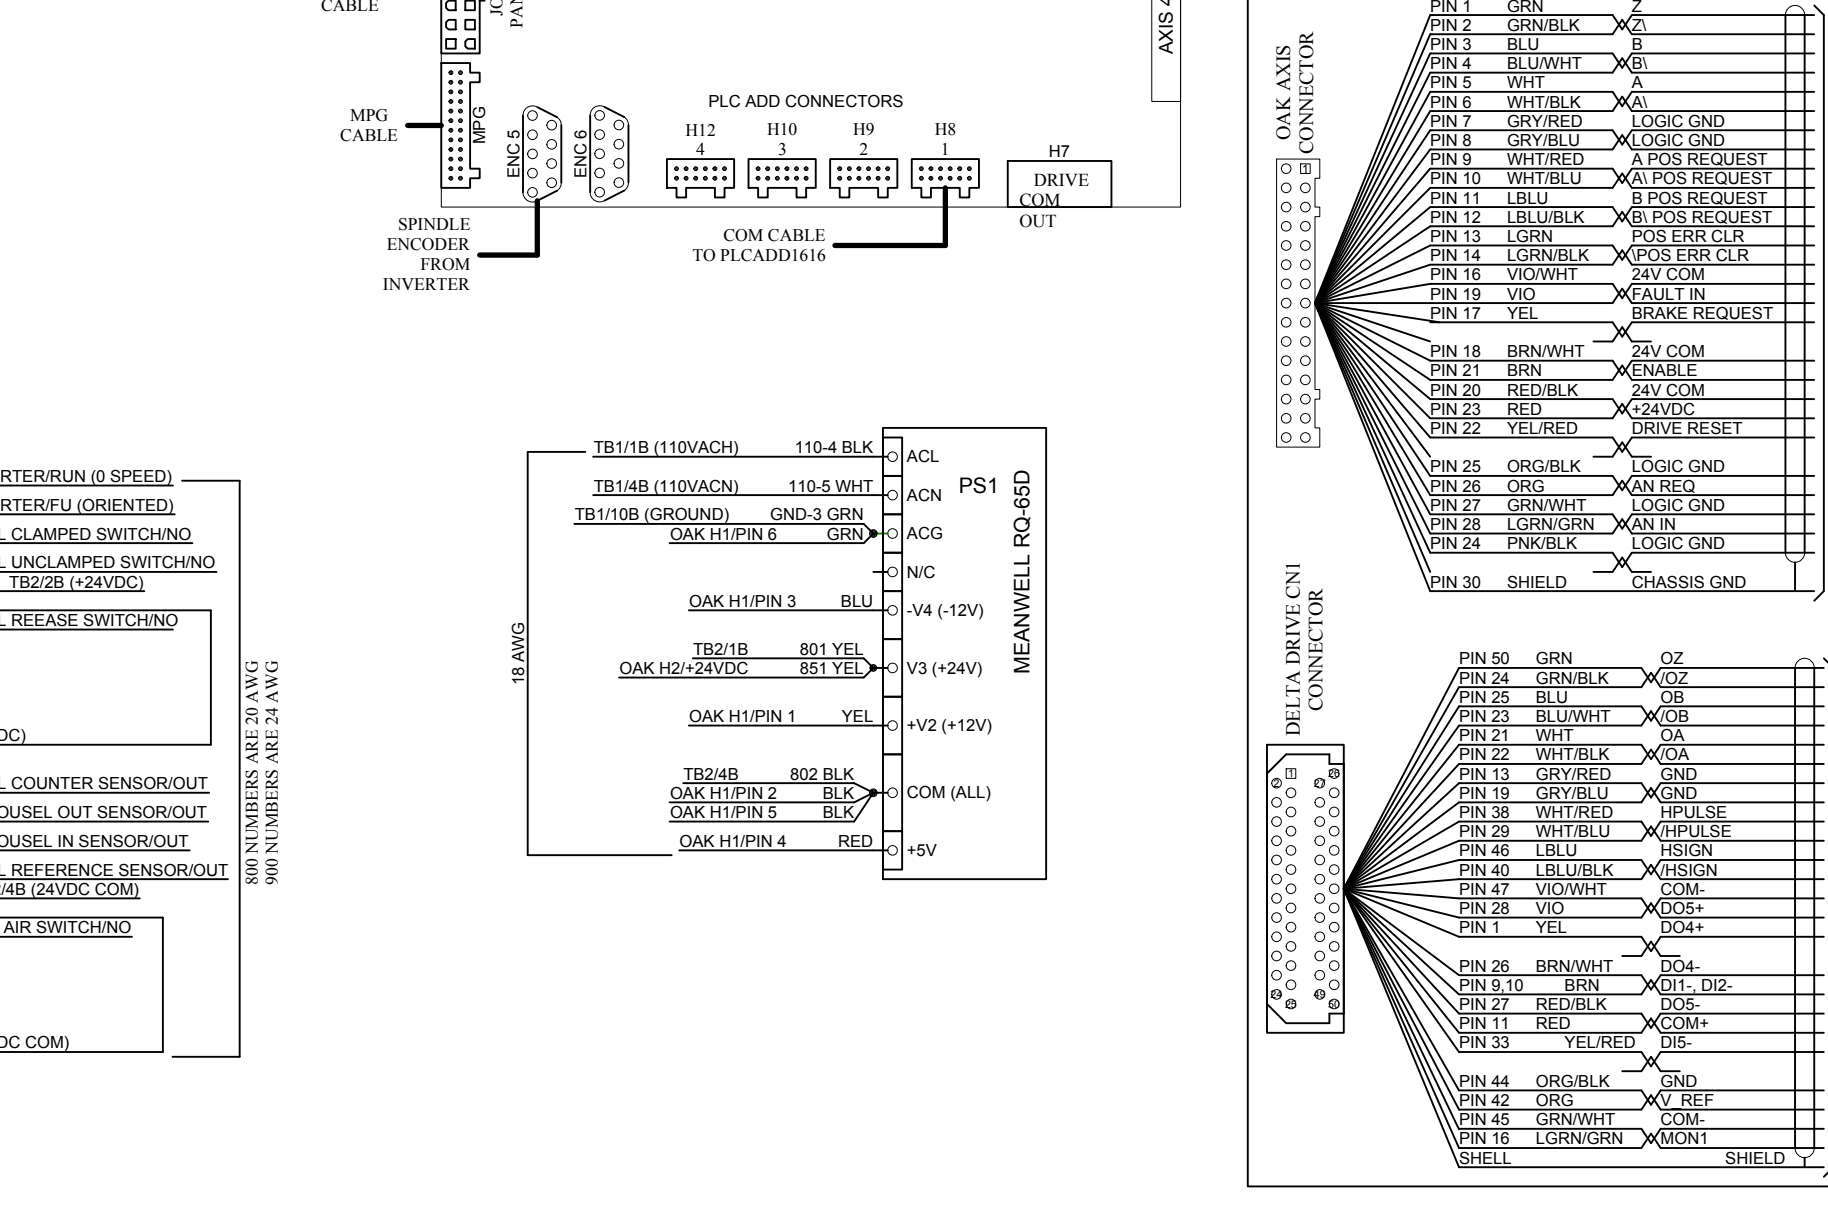 CABLE
JO
PAN
MPG
CABLE
MPG
ENC 5
ENC 6
SPINDLE
ENCODER
FROM
INVERTER
PLC ADD CONNECTORS
H12
4
H10
3
H9
2
H8
1
H7
DRIVE
COM
OUT
COM CABLE
TO PLCADD1616
AXIS 4
RTER/RUN (0 SPEED)
RTER/FU (ORIENTED)
L CLAMPED SWITCH/NO
L UNCLAMPED SWITCH/NO
TB2/2B (+24VDC)
L REEASE SWITCH/NO
DC)
L COUNTER SENSOR/OUT
OUSEL OUT SENSOR/OUT
OUSEL IN SENSOR/OUT
L REFERENCE SENSOR/OUT
/4B (24VDC COM)
AIR SWITCH/NO
DC COM)
800 NUMBERS ARE 20 AWG
900 NUMBERS ARE 24 AWG
18 AWG
TB1/1B (110VACH) 110-4 BLK ACL
TB1/4B (110VACN) 110-5 WHT ACN
TB1/10B (GROUND) GND-3 GRN
OAK H1/PIN 6 GRN ACG
N/C
OAK H1/PIN 3 BLU -V4 (-12V)
TB2/1B 801 YEL
OAK H2/+24VDC 851 YEL V3 (+24V)
OAK H1/PIN 1 YEL +V2 (+12V)
TB2/4B 802 BLK
OAK H1/PIN 2 BLK COM (ALL)
OAK H1/PIN 5 BLK
OAK H1/PIN 4 RED +5V
PS1
MEANWELL RQ-65D
OAK AXIS
CONNECTOR
1
PIN 1 GRN Z
PIN 2 GRN/BLK Z\
PIN 3 BLU B
PIN 4 BLU/WHT B\
PIN 5 WHT A
PIN 6 WHT/BLK A\
PIN 7 GRY/RED LOGIC GND
PIN 8 GRY/BLU LOGIC GND
PIN 9 WHT/RED A POS REQUEST
PIN 10 WHT/BLU A\ POS REQUEST
PIN 11 LBLU B POS REQUEST
PIN 12 LBLU/BLK B\ POS REQUEST
PIN 13 LGRN POS ERR CLR
PIN 14 LGRN/BLK \POS ERR CLR
PIN 16 VIO/WHT 24V COM
PIN 19 VIO FAULT IN
PIN 17 YEL BRAKE REQUEST
PIN 18 BRN/WHT 24V COM
PIN 21 BRN ENABLE
PIN 20 RED/BLK 24V COM
PIN 23 RED +24VDC
PIN 22 YEL/RED DRIVE RESET
PIN 25 ORG/BLK LOGIC GND
PIN 26 ORG AN REQ
PIN 27 GRN/WHT LOGIC GND
PIN 28 LGRN/GRN AN IN
PIN 24 PNK/BLK LOGIC GND
PIN 30 SHIELD CHASSIS GND
DELTA DRIVE CN1
CONNECTOR
1
2
26
27
24
25
49
50
PIN 50 GRN OZ
PIN 24 GRN/BLK /OZ
PIN 25 BLU OB
PIN 23 BLU/WHT /OB
PIN 21 WHT OA
PIN 22 WHT/BLK /OA
PIN 13 GRY/RED GND
PIN 19 GRY/BLU GND
PIN 38 WHT/RED HPULSE
PIN 29 WHT/BLU /HPULSE
PIN 46 LBLU HSIGN
PIN 40 LBLU/BLK /HSIGN
PIN 47 VIO/WHT COM-
PIN 28 VIO DO5+
PIN 1 YEL DO4+
PIN 26 BRN/WHT DO4-
PIN 9,10 BRN DI1-, DI2-
PIN 27 RED/BLK DO5-
PIN 11 RED COM+
PIN 33 YEL/RED DI5-
PIN 44 ORG/BLK GND
PIN 42 ORG V_REF
PIN 45 GRN/WHT COM-
PIN 16 LGRN/GRN MON1
SHELL SHIELD